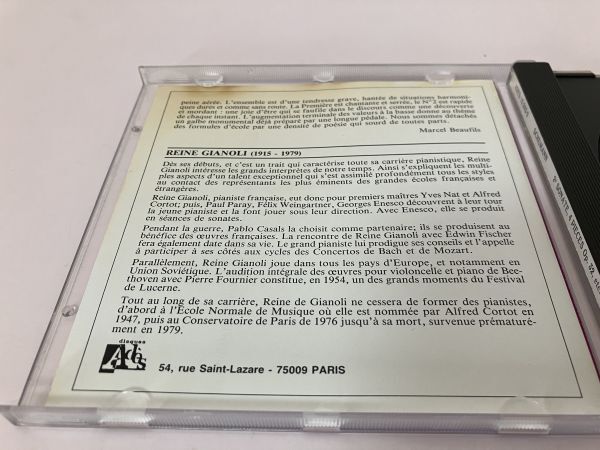 peine aérée. L'ensemble est d'une tendresse grave, hantée de situations harmoni-
ques dures et comme sans route. La Première est chantante et serrée, le N° 2 est rapide
et mordant : une joie d'être qui se faufile dans le discours comme une découverte
de chaque instant. L'augmentation terminale des valeurs à la basse donne au thème
un galbe monumental déjà préparé par une longue pédale. Nous sommes détachés
des formules d'école par une densité de poésie qui sourd de toutes parts.
Marcel Beaufils
REINE GIANOLI (1915 - 1979)
Dès ses débuts, et c'est un trait qui caractérise toute sa carrière pianistique, Reine
Gianoli intéresse les grands interprètes de notre temps. Ainsi s'expliquent les multi-
ples aspects d'un talent exceptionnel qui s'est assimilé profondément tous les styles
au contact des représentants les plus éminents des grandes écoles françaises et
étrangères.
Reine Gianoli, pianiste française, eut donc pour premiers maîtres Yves Nat et Alfred
Cortot; puis, Paul Paray, Félix Weingartner, Georges Enesco découvrent à leur tour
la jeune pianiste et la font jouer sous leur direction. Avec Enesco, elle se produit
en séances de sonates.
Pendant la guerre, Pablo Casals la choisit comme partenaire; ils se produisent au
bénéfice des œuvres françaises. La rencontre de Reine Gianoli avec Edwin Fischer
fera également date dans sa vie. Le grand pianiste lui prodigue ses conseils et l'appelle
à participer à ses côtés aux cycles des Concertos de Bach et de Mozart.
Parallèlement, Reine Gianoli joue dans tous les pays d'Europe, et notamment en
Union Soviétique. L'audition intégrale des œuvres pour violoncelle et piano de Bee-
thoven avec Pierre Fournier constitue, en 1954, un des grands moments du Festival
de Lucerne.
Tout au long de sa carrière, Reine de Gianoli ne cessera de former des pianistes,
d'abord à l'École Normale de Musique où elle est nommée par Alfred Cortot en
1947, puis au Conservatoire de Paris de 1976 jusqu'à sa mort, survenue prématuré-
ment en 1979.
disques
Adès
54, rue Saint-Lazare - 75009 PARIS
SCHUMANN